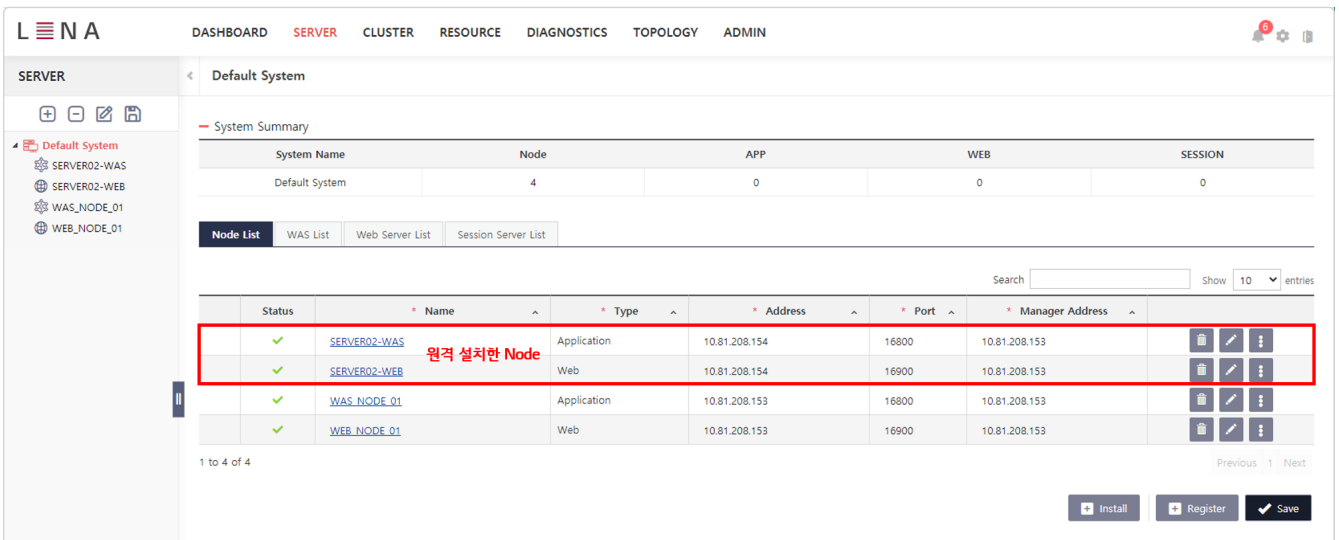 LENA DASHBOARD SERVER CLUSTER RESOURCE DIAGNOSTICS TOPOLOGY ADMIN 6
SERVER
Default System
Default System
SERVER02-WAS
SERVER02-WEB
WAS_NODE_01
WEB_NODE_01
System Summary
System Name Node APP WEB SESSION
Default System 4 0 0 0
Node List WAS List Web Server List Session Server List
Search Show 10 entries
Status * Name * Type * Address * Port * Manager Address
SERVER02-WAS Application 10.81.208.154 16800 10.81.208.153
원격 설치한 Node
SERVER02-WEB Web 10.81.208.154 16900 10.81.208.153
WAS_NODE_01 Application 10.81.208.153 16800 10.81.208.153
WEB_NODE_01 Web 10.81.208.153 16900 10.81.208.153
1 to 4 of 4 Previous 1 Next
Install Register Save